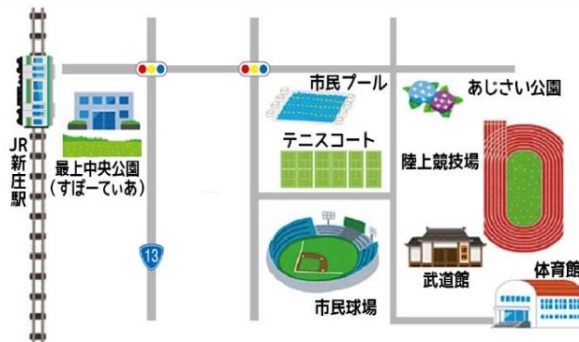 JR新庄駅
最上中央公園
(すぽーてぃあ)
13
市民プール
テニスコート
市民球場
あじさい公園
陸上競技場
武道館
体育館